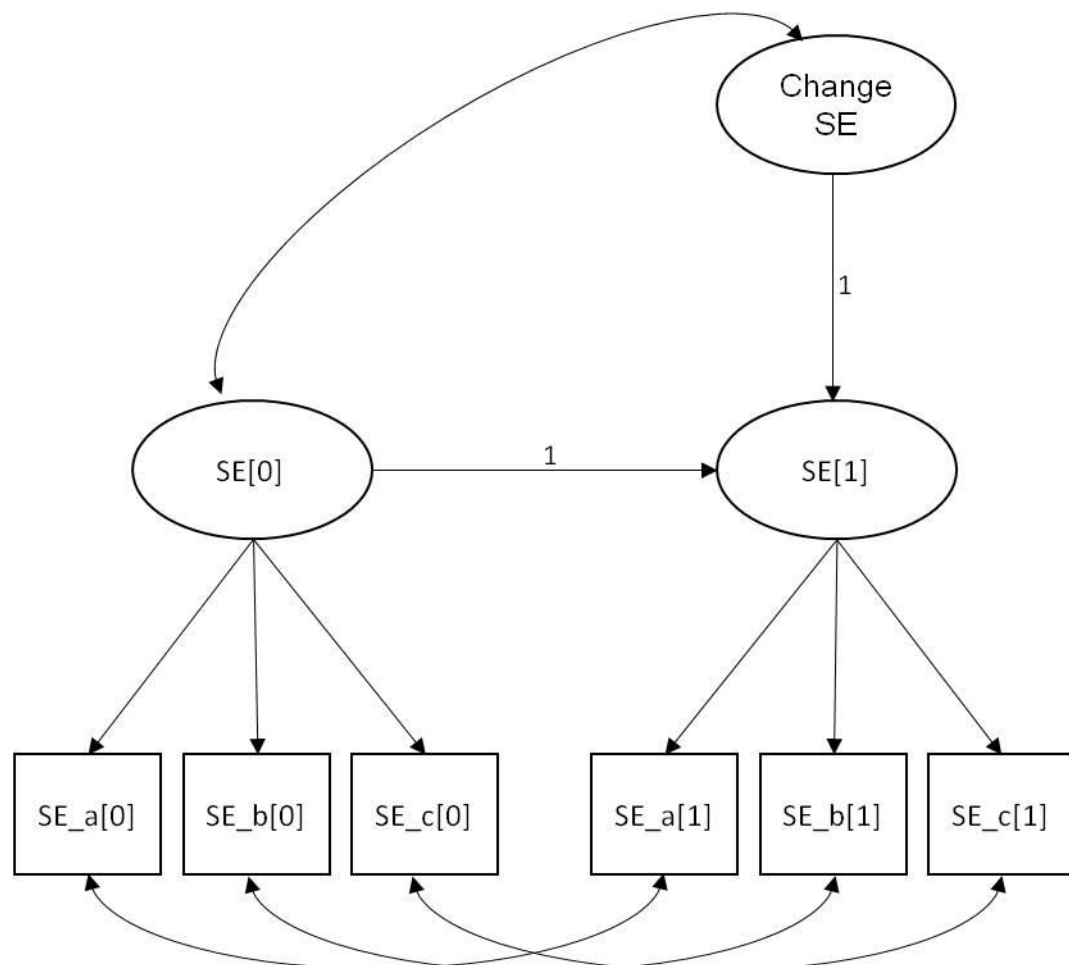 Change
SE
1
SE[0]
1
SE[1]
SE_a[0]
SE_b[0]
SE_c[0]
SE_a[1]
SE_b[1]
SE_c[1]